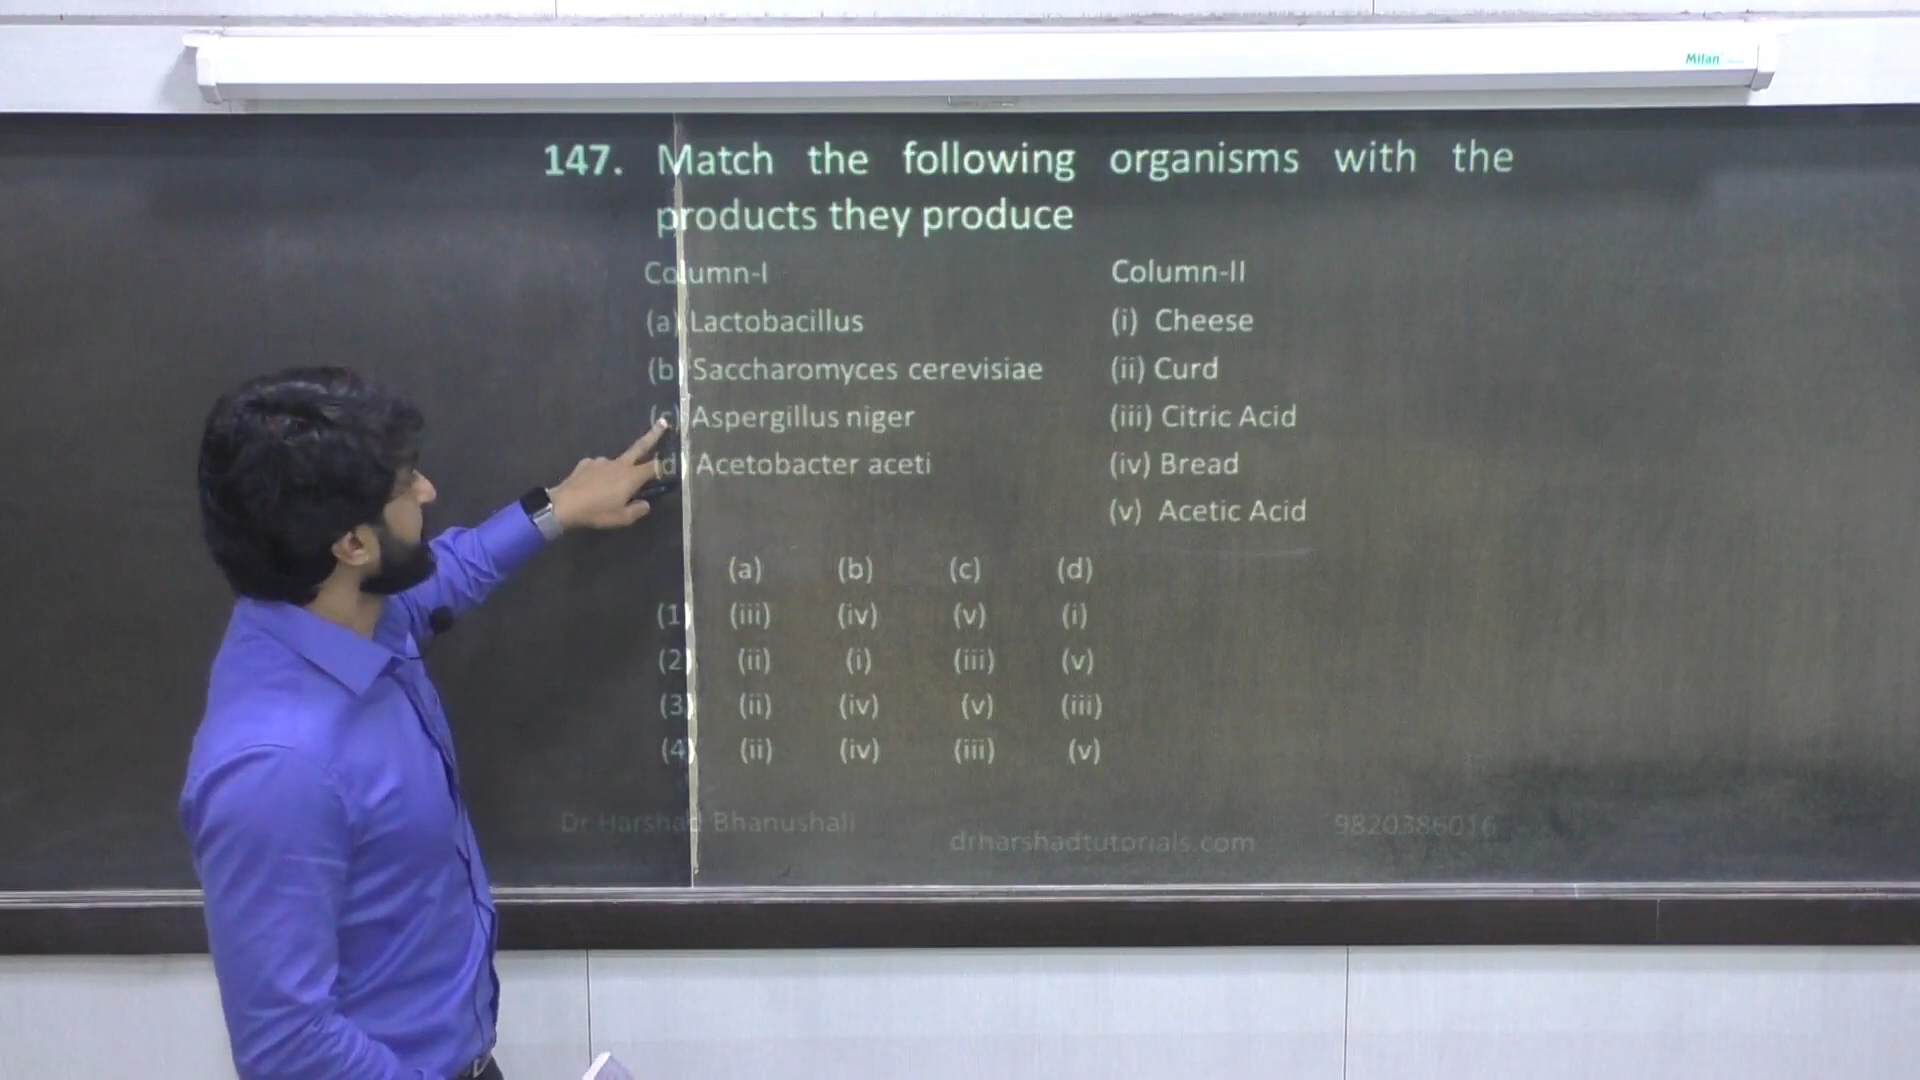 Milan
147. Match the following organisms with the
products they produce
Column-I Column-II
(a) Lactobacillus (i) Cheese
(b) Saccharomyces cerevisiae (ii) Curd
(c) Aspergillus niger (iii) Citric Acid
(d) Acetobacter aceti (iv) Bread
(v) Acetic Acid
(a) (b) (c) (d)
(1) (iii) (iv) (v) (i)
(2) (ii) (i) (iii) (v)
(3) (ii) (iv) (v) (iii)
(4) (ii) (iv) (iii) (v)
Dr Harshad Bhanushali drharshadtutorials.com 9820386016